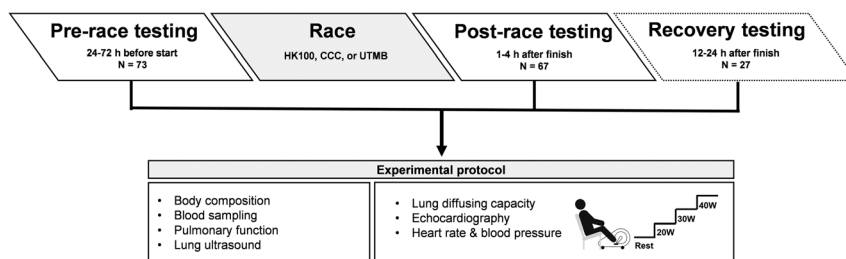 Pre-race testing
24-72 h before start
N = 73
Race
HK100, CCC, or UTMB
Post-race testing
1-4 h after finish
N = 67
Recovery testing
12-24 h after finish
N = 27
Experimental protocol
• Body composition
• Blood sampling
• Pulmonary function
• Lung ultrasound
• Lung diffusing capacity
• Echocardiography
• Heart rate & blood pressure
Rest
20W
30W
40W